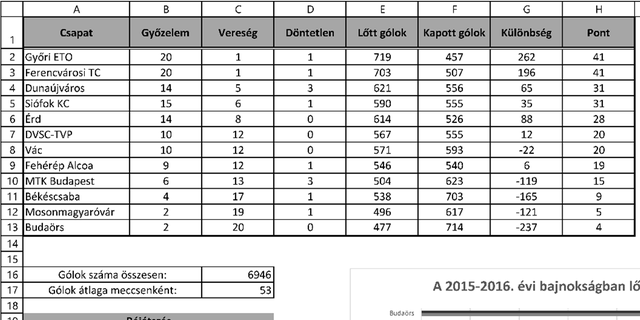 A B C D E F G H
1 Csapat Győzelem Vereség Döntetlen Lőtt gólok Kapott gólok Különbség Pont
2 Győri ETO 20 1 1 719 457 262 41
3 Ferencvárosi TC 20 1 1 703 507 196 41
4 Dunaújváros 14 5 3 621 556 65 31
5 Siófok KC 15 6 1 590 555 35 31
6 Érd 14 8 0 614 526 88 28
7 DVSC-TVP 10 12 0 567 555 12 20
8 Vác 10 12 0 571 593 -22 20
9 Fehérép Alcoa 9 12 1 546 540 6 19
10 MTK Budapest 6 13 3 504 623 -119 15
11 Békéscsaba 4 17 1 538 703 -165 9
12 Mosonmagyaróvár 2 19 1 496 617 -121 5
13 Budaörs 2 20 0 477 714 -237 4
14
15
16 Gólok száma összesen: 6946
17 Gólok átlaga meccsenként: 53
A 2015-2016. évi bajnokságban lő
18
Budaörs